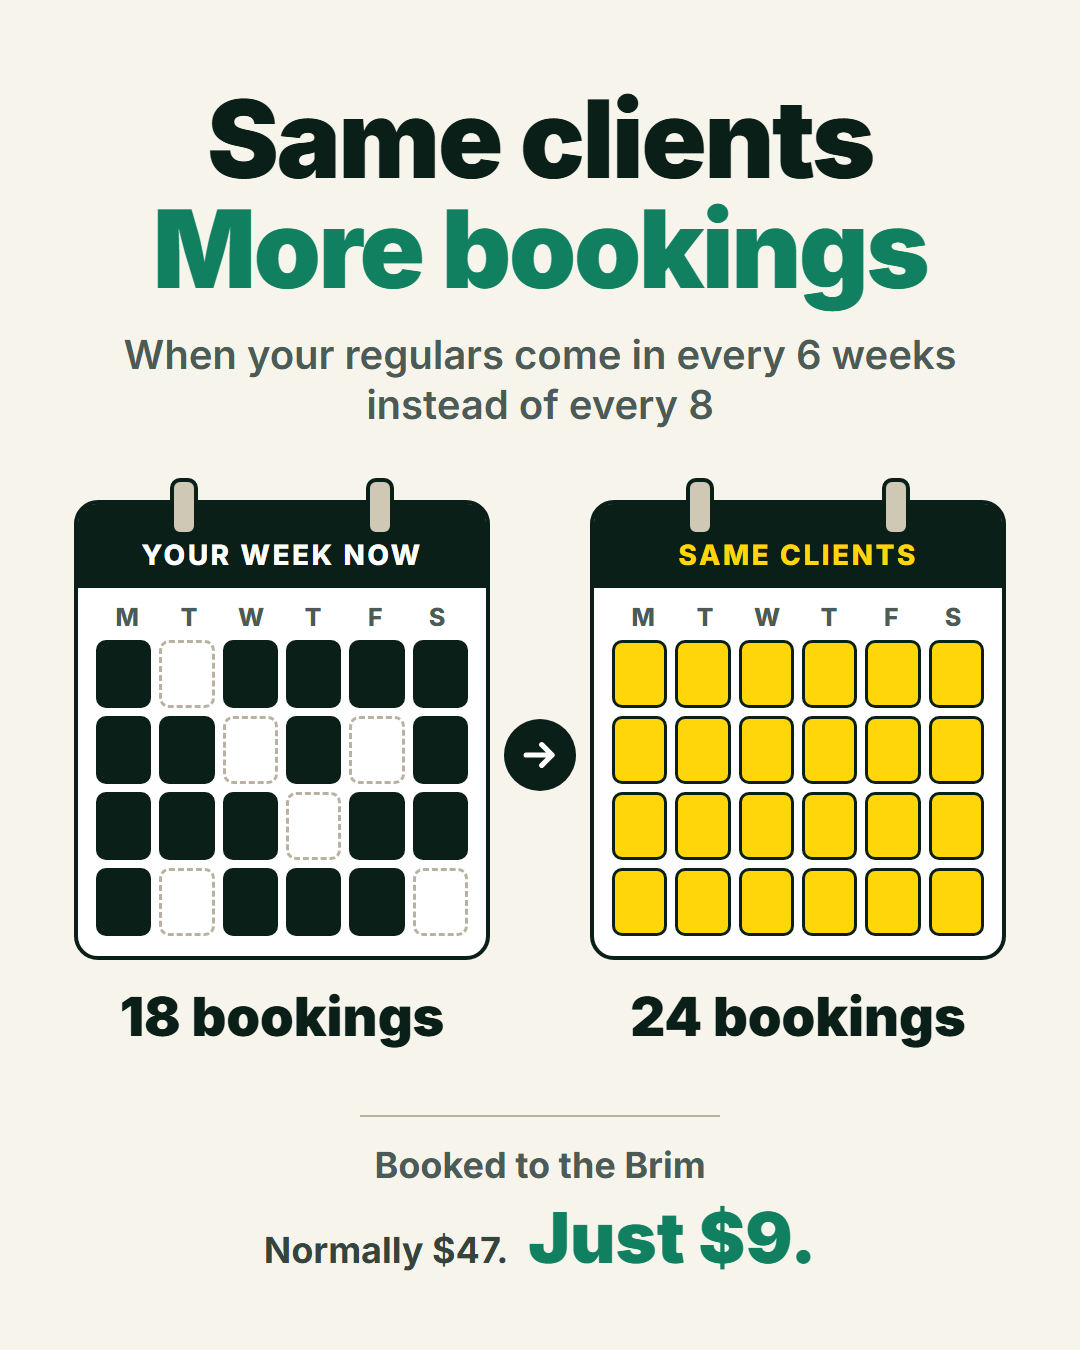 Same clients
More bookings
When your regulars come in every 6 weeks
instead of every 8
YOUR WEEK NOW
M T W T F S
18 bookings
SAME CLIENTS
M T W T F S
24 bookings
Booked to the Brim
Normally $47. Just $9.